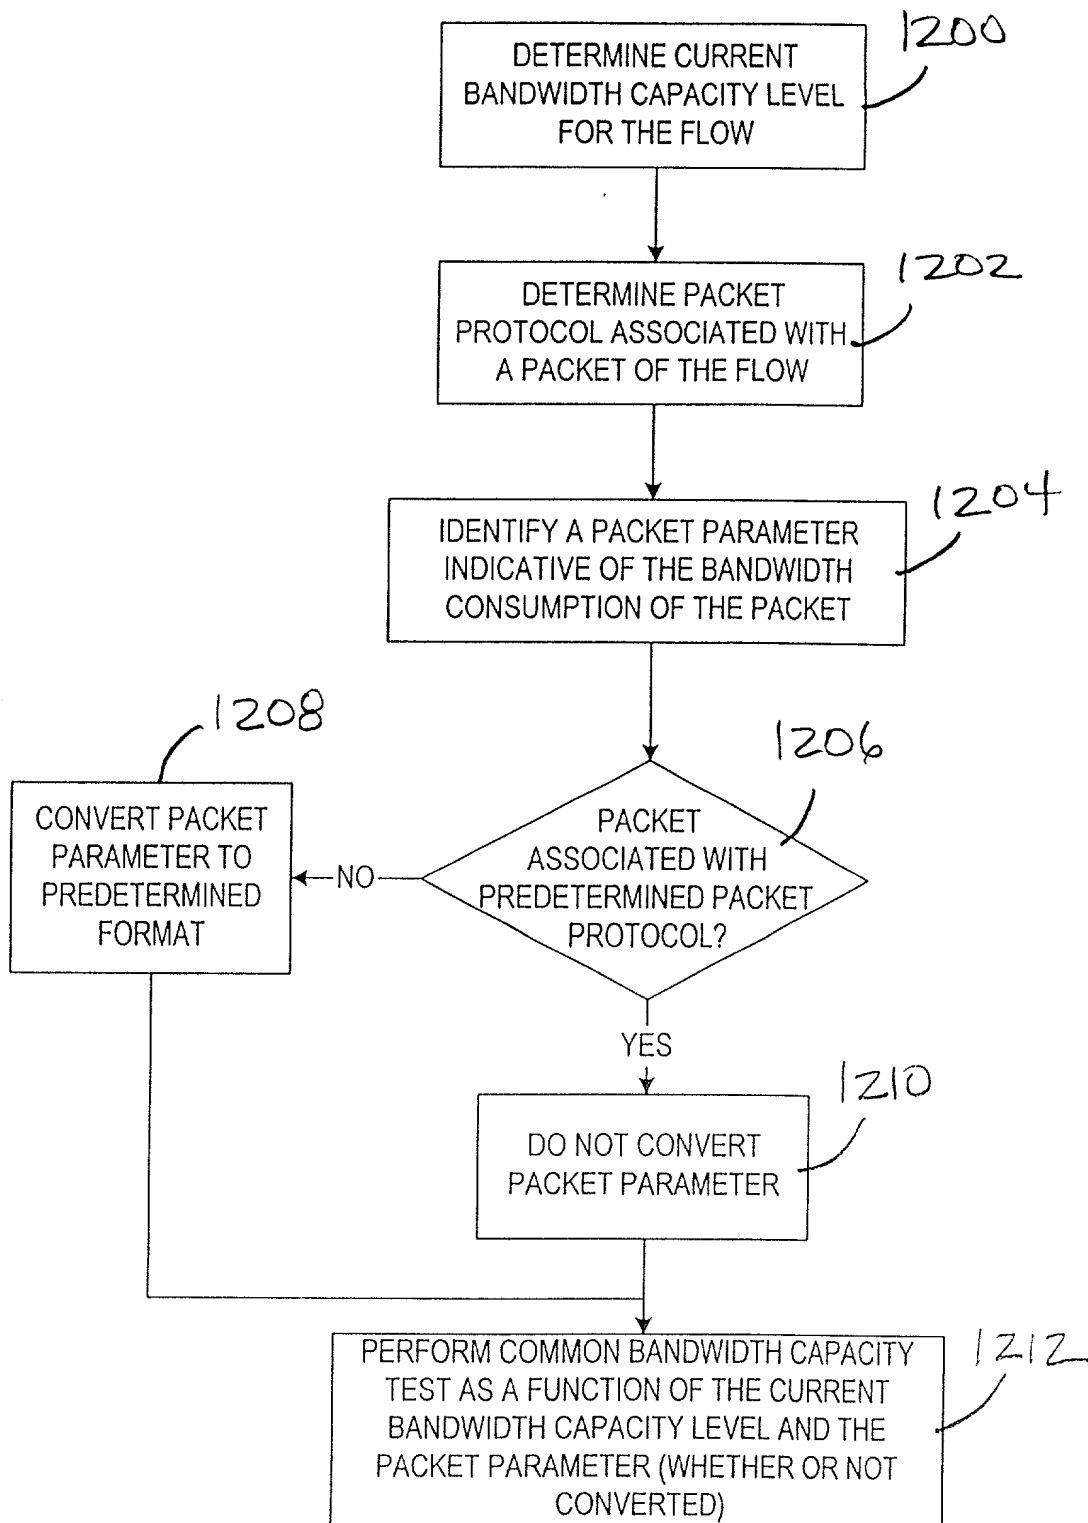 1200
DETERMINE CURRENT
BANDWIDTH CAPACITY LEVEL
FOR THE FLOW
1202
DETERMINE PACKET
PROTOCOL ASSOCIATED WITH
A PACKET OF THE FLOW
1204
IDENTIFY A PACKET PARAMETER
INDICATIVE OF THE BANDWIDTH
CONSUMPTION OF THE PACKET
1206
PACKET
ASSOCIATED WITH
PREDETERMINED PACKET
PROTOCOL?
NO
1208
CONVERT PACKET
PARAMETER TO
PREDETERMINED
FORMAT
YES
1210
DO NOT CONVERT
PACKET PARAMETER
1212
PERFORM COMMON BANDWIDTH CAPACITY
TEST AS A FUNCTION OF THE CURRENT
BANDWIDTH CAPACITY LEVEL AND THE
PACKET PARAMETER (WHETHER OR NOT
CONVERTED)